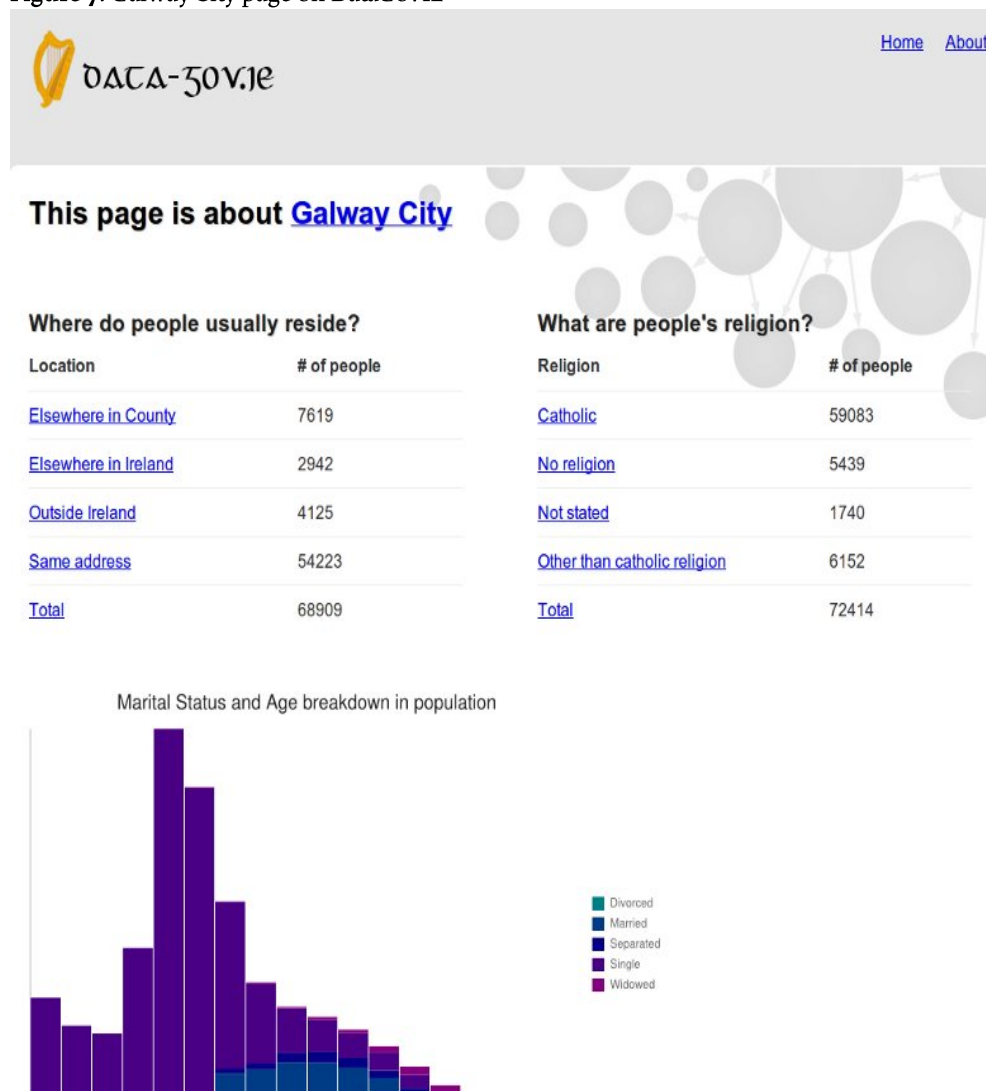 Home About
DATA-GOV.IE
This page is about Galway City
Where do people usually reside?
Location # of people
Elsewhere in County 7619
Elsewhere in Ireland 2942
Outside Ireland 4125
Same address 54223
Total 68909
What are people's religion?
Religion # of people
Catholic 59083
No religion 5439
Not stated 1740
Other than catholic religion 6152
Total 72414
Marital Status and Age breakdown in population
Divorced
Married
Separated
Single
Widowed